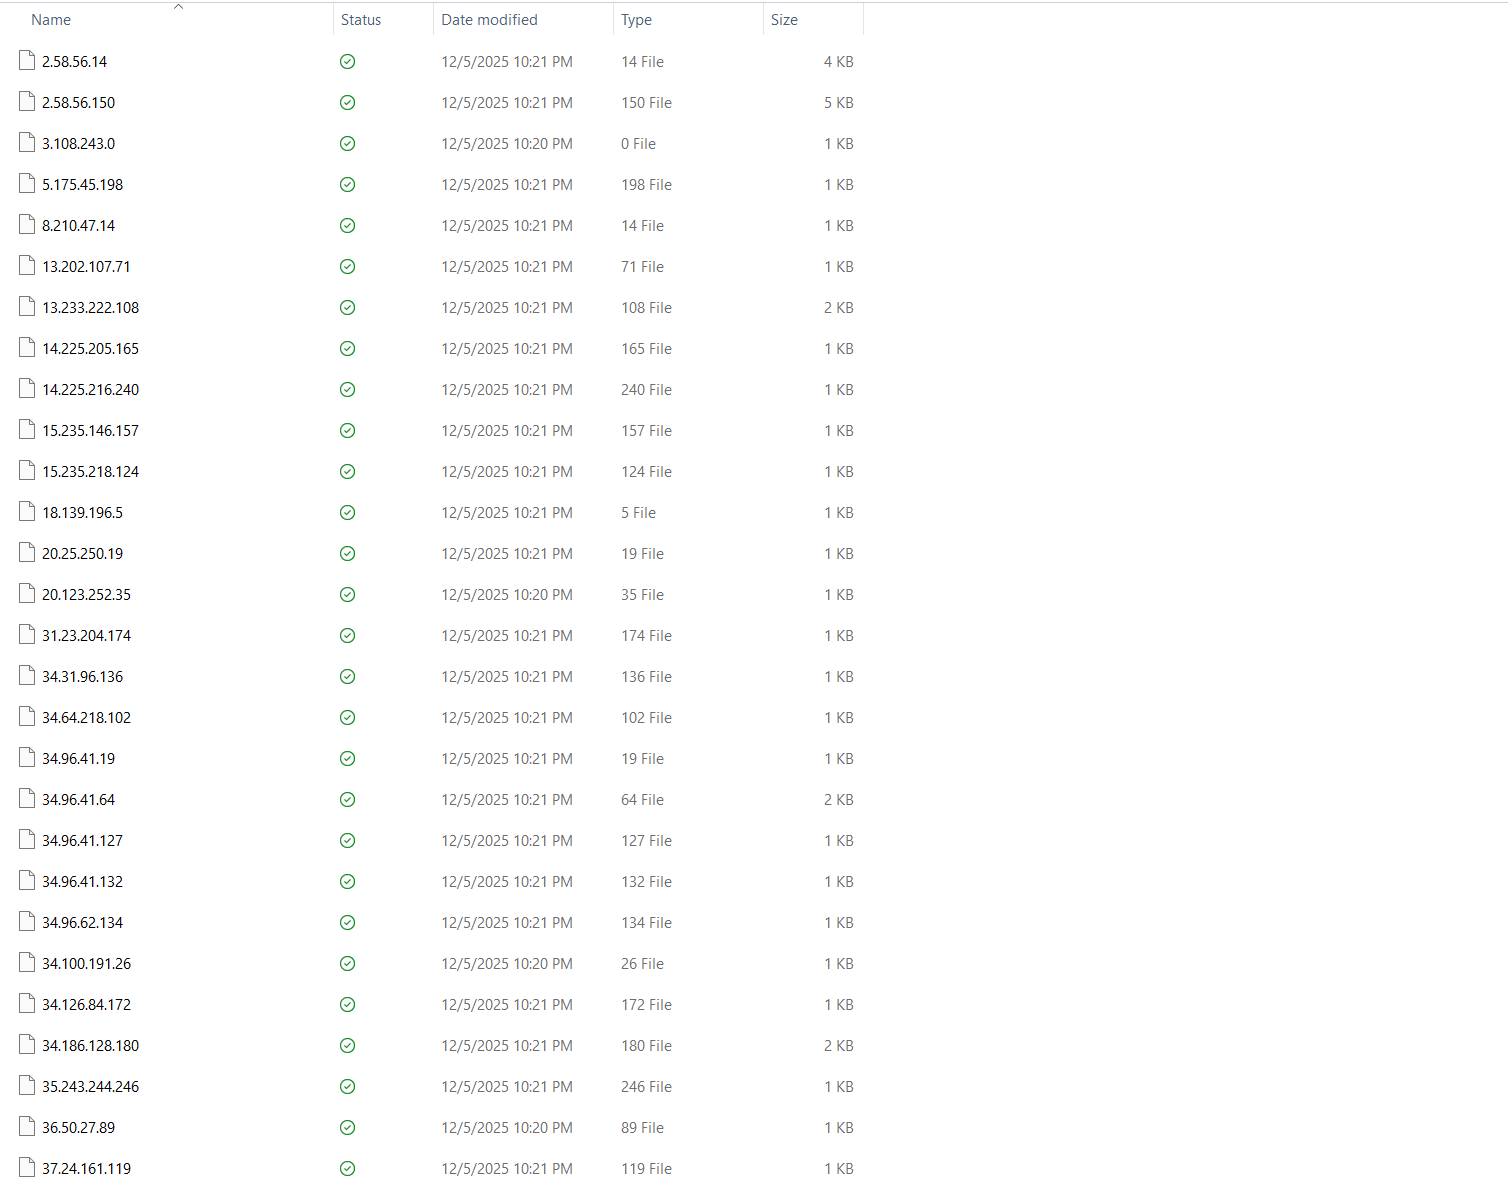 Name Status Date modified Type Size
2.58.56.14 12/5/2025 10:21 PM 14 File 4 KB
2.58.56.150 12/5/2025 10:21 PM 150 File 5 KB
3.108.243.0 12/5/2025 10:20 PM 0 File 1 KB
5.175.45.198 12/5/2025 10:21 PM 198 File 1 KB
8.210.47.14 12/5/2025 10:21 PM 14 File 1 KB
13.202.107.71 12/5/2025 10:21 PM 71 File 1 KB
13.233.222.108 12/5/2025 10:21 PM 108 File 2 KB
14.225.205.165 12/5/2025 10:21 PM 165 File 1 KB
14.225.216.240 12/5/2025 10:21 PM 240 File 1 KB
15.235.146.157 12/5/2025 10:21 PM 157 File 1 KB
15.235.218.124 12/5/2025 10:21 PM 124 File 1 KB
18.139.196.5 12/5/2025 10:21 PM 5 File 1 KB
20.25.250.19 12/5/2025 10:21 PM 19 File 1 KB
20.123.252.35 12/5/2025 10:20 PM 35 File 1 KB
31.23.204.174 12/5/2025 10:21 PM 174 File 1 KB
34.31.96.136 12/5/2025 10:21 PM 136 File 1 KB
34.64.218.102 12/5/2025 10:21 PM 102 File 1 KB
34.96.41.19 12/5/2025 10:21 PM 19 File 1 KB
34.96.41.64 12/5/2025 10:21 PM 64 File 2 KB
34.96.41.127 12/5/2025 10:21 PM 127 File 1 KB
34.96.41.132 12/5/2025 10:21 PM 132 File 1 KB
34.96.62.134 12/5/2025 10:21 PM 134 File 1 KB
34.100.191.26 12/5/2025 10:20 PM 26 File 1 KB
34.126.84.172 12/5/2025 10:21 PM 172 File 1 KB
34.186.128.180 12/5/2025 10:21 PM 180 File 2 KB
35.243.244.246 12/5/2025 10:21 PM 246 File 1 KB
36.50.27.89 12/5/2025 10:20 PM 89 File 1 KB
37.24.161.119 12/5/2025 10:21 PM 119 File 1 KB